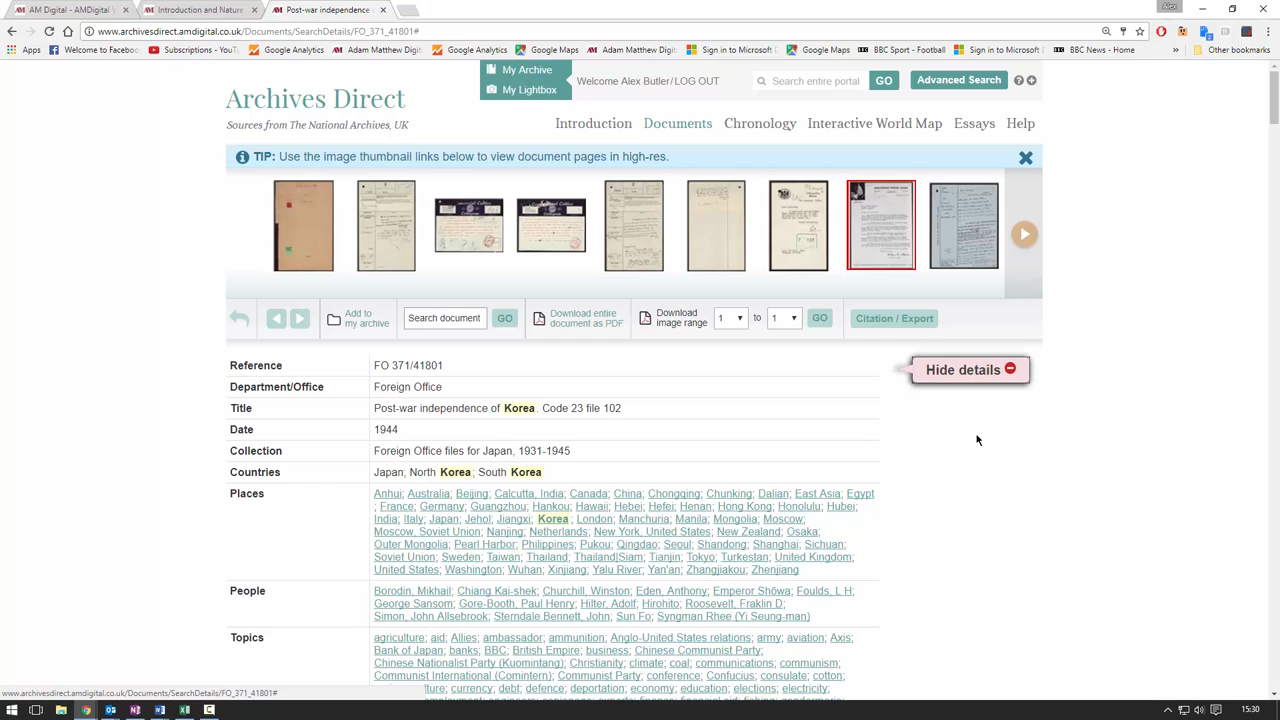 Alex
AM Digital - AMDigital
Introduction and Nature
Post-war independence
www.archivesdirect.amdigital.co.uk/Documents/SearchDetails/FO_371_41801#
Apps Welcome to Facebo Subscriptions - YouTu Google Analytics Adam Matthew Digital Google Analytics Google Maps Adam Matthew Digital Sign in to Microsoft Google Maps Sign in to Microsoft BBC Sport - Football BBC News - Home » Other bookmarks
My Archive
My Lightbox
Welcome Alex Butler/LOG OUT
Search entire portal GO
Advanced Search
Archives Direct
Sources from The National Archives, UK
Introduction Documents Chronology Interactive World Map Essays Help
TIP: Use the image thumbnail links below to view document pages in high-res.
Add to
my archive
Search document GO
Download entire
document as PDF
Download
image range
1 to 1 GO
Citation / Export
Hide details
Reference FO 371/41801
Department/Office Foreign Office
Title Post-war independence of Korea. Code 23 file 102
Date 1944
Collection Foreign Office files for Japan, 1931-1945
Countries Japan; North Korea; South Korea
Places Anhui; Australia; Beijing; Calcutta, India; Canada; China; Chongqing; Chunking; Dalian; East Asia; Egypt
; France; Germany; Guangzhou; Hankou; Hawaii; Hebei; Hefei; Henan; Hong Kong; Honolulu; Hubei;
India; Italy; Japan; Jehol; Jiangxi; Korea; London; Manchuria; Manila; Mongolia; Moscow;
Moscow, Soviet Union; Nanjing; Netherlands; New York, United States; New Zealand; Osaka;
Outer Mongolia; Pearl Harbor; Philippines; Pukou; Qingdao; Seoul; Shandong; Shanghai; Sichuan;
Soviet Union; Sweden; Taiwan; Thailand; Thailand|Siam; Tianjin; Tokyo; Turkestan; United Kingdom;
United States; Washington; Wuhan; Xinjiang; Yalu River; Yan'an; Zhangjiakou; Zhenjiang
People Borodin, Mikhail; Chiang Kai-shek; Churchill, Winston; Eden, Anthony; Emperor Shōwa; Foulds, L H;
George Sansom; Gore-Booth, Paul Henry; Hilter, Adolf; Hirohito; Roosevelt, Fraklin D;
Simon, John Allsebrook; Sterndale Bennett, John; Sun Fo; Syngman Rhee (Yi Seung-man)
Topics agriculture; aid; Allies; ambassador; ammunition; Anglo-United States relations; army; aviation; Axis;
Bank of Japan; banks; BBC; British Empire; business; Chinese Communist Party;
Chinese Nationalist Party (Kuomintang); Christianity; climate; coal; communications; communism;
Communist International (Comintern); Communist Party; conference; Confucius; consulate; cotton;
lture; currency; debt; defence; deportation; economy; education; elections; electricity;
www.archivesdirect.amdigital.co.uk/Documents/SearchDetails/FO_371_41801#
15:30